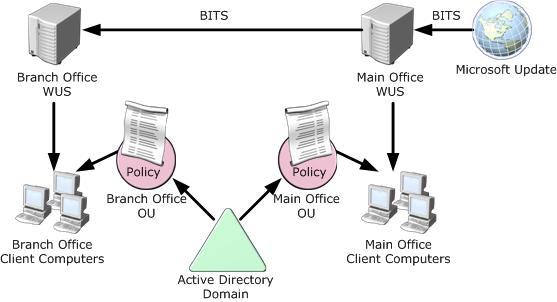 BITS
BITS
Branch Office
WUS
Main Office
WUS
Microsoft Update
Policy
Branch Office
OU
Policy
Main Office
OU
Branch Office
Client Computers
Active Directory
Domain
Main Office
Client Computers